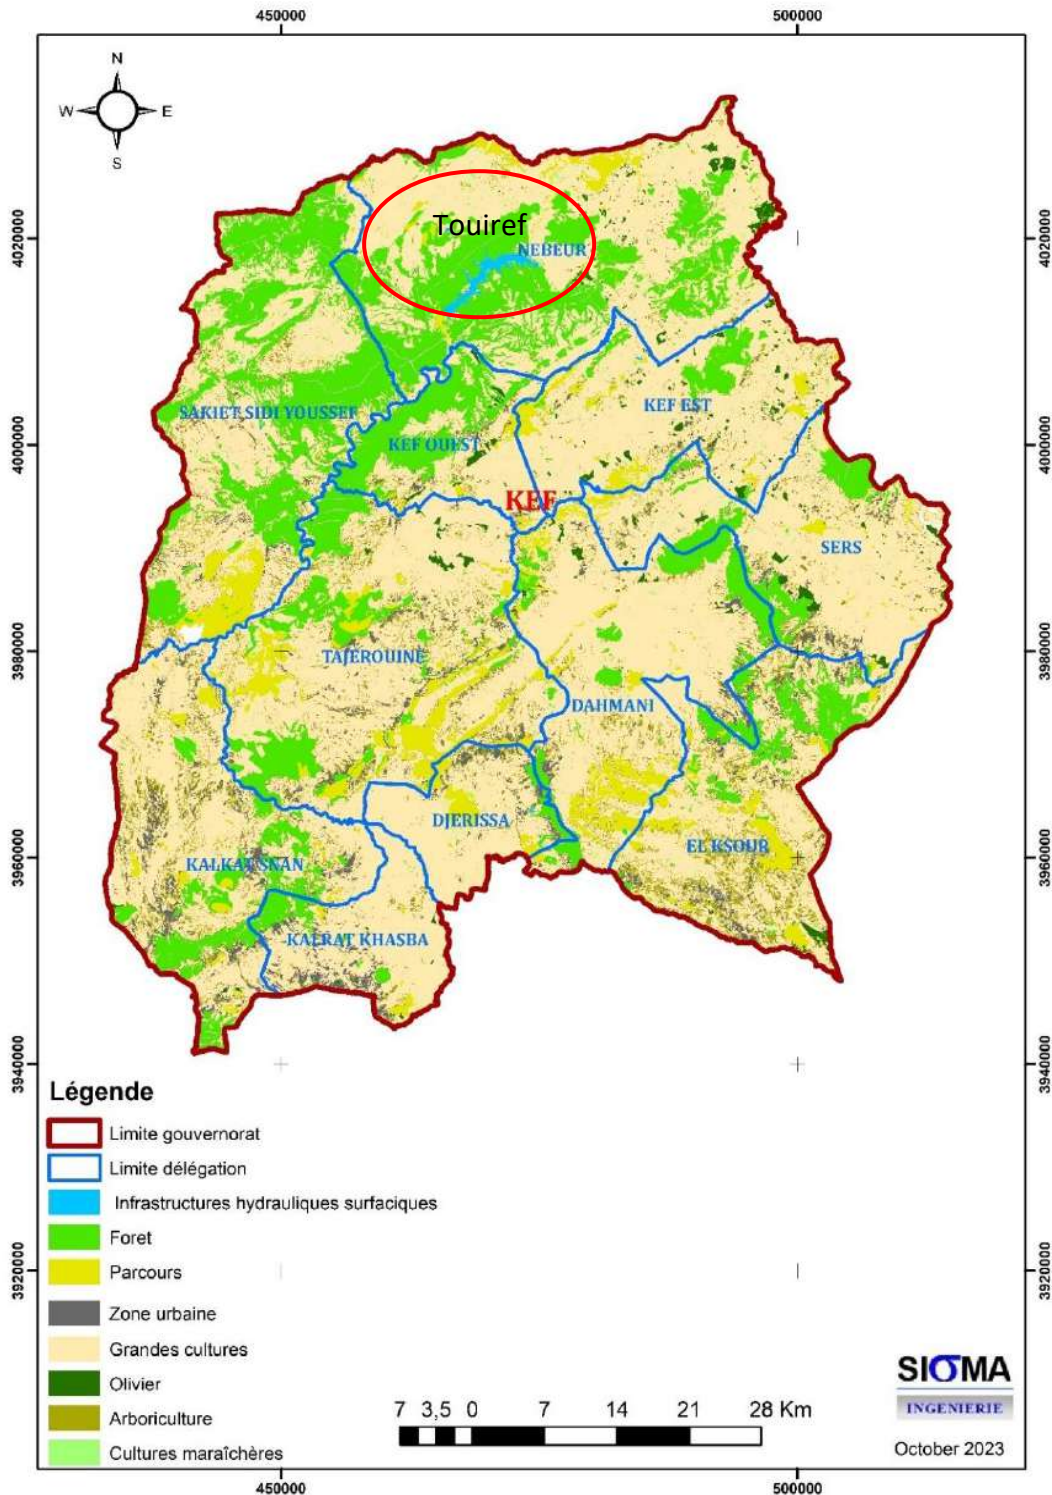 450000
500000
N
W
E
S
Touiref
4020000
4020000
NEBEUR
SAKIET SIDI YOUSSEF
KEF EST
KEF OUEST
4000000
4000000
KEF
SERS
TAJEROUINE
3980000
3980000
DAHMANI
DJERISSA
EL KSOUR
3960000
3960000
KALKAT SNAN
KALRAT KHASBA
3940000
3940000
Légende
Limite gouvernorat
Limite délégation
Infrastructures hydrauliques surfaciques
Foret
Parcours
3920000
3920000
Zone urbaine
Grandes cultures
Olivier
Arboriculture
Cultures maraîchères
7 3,5 0 7 14 21 28 Km
SIGMA
INGENIERIE
October 2023
450000
500000